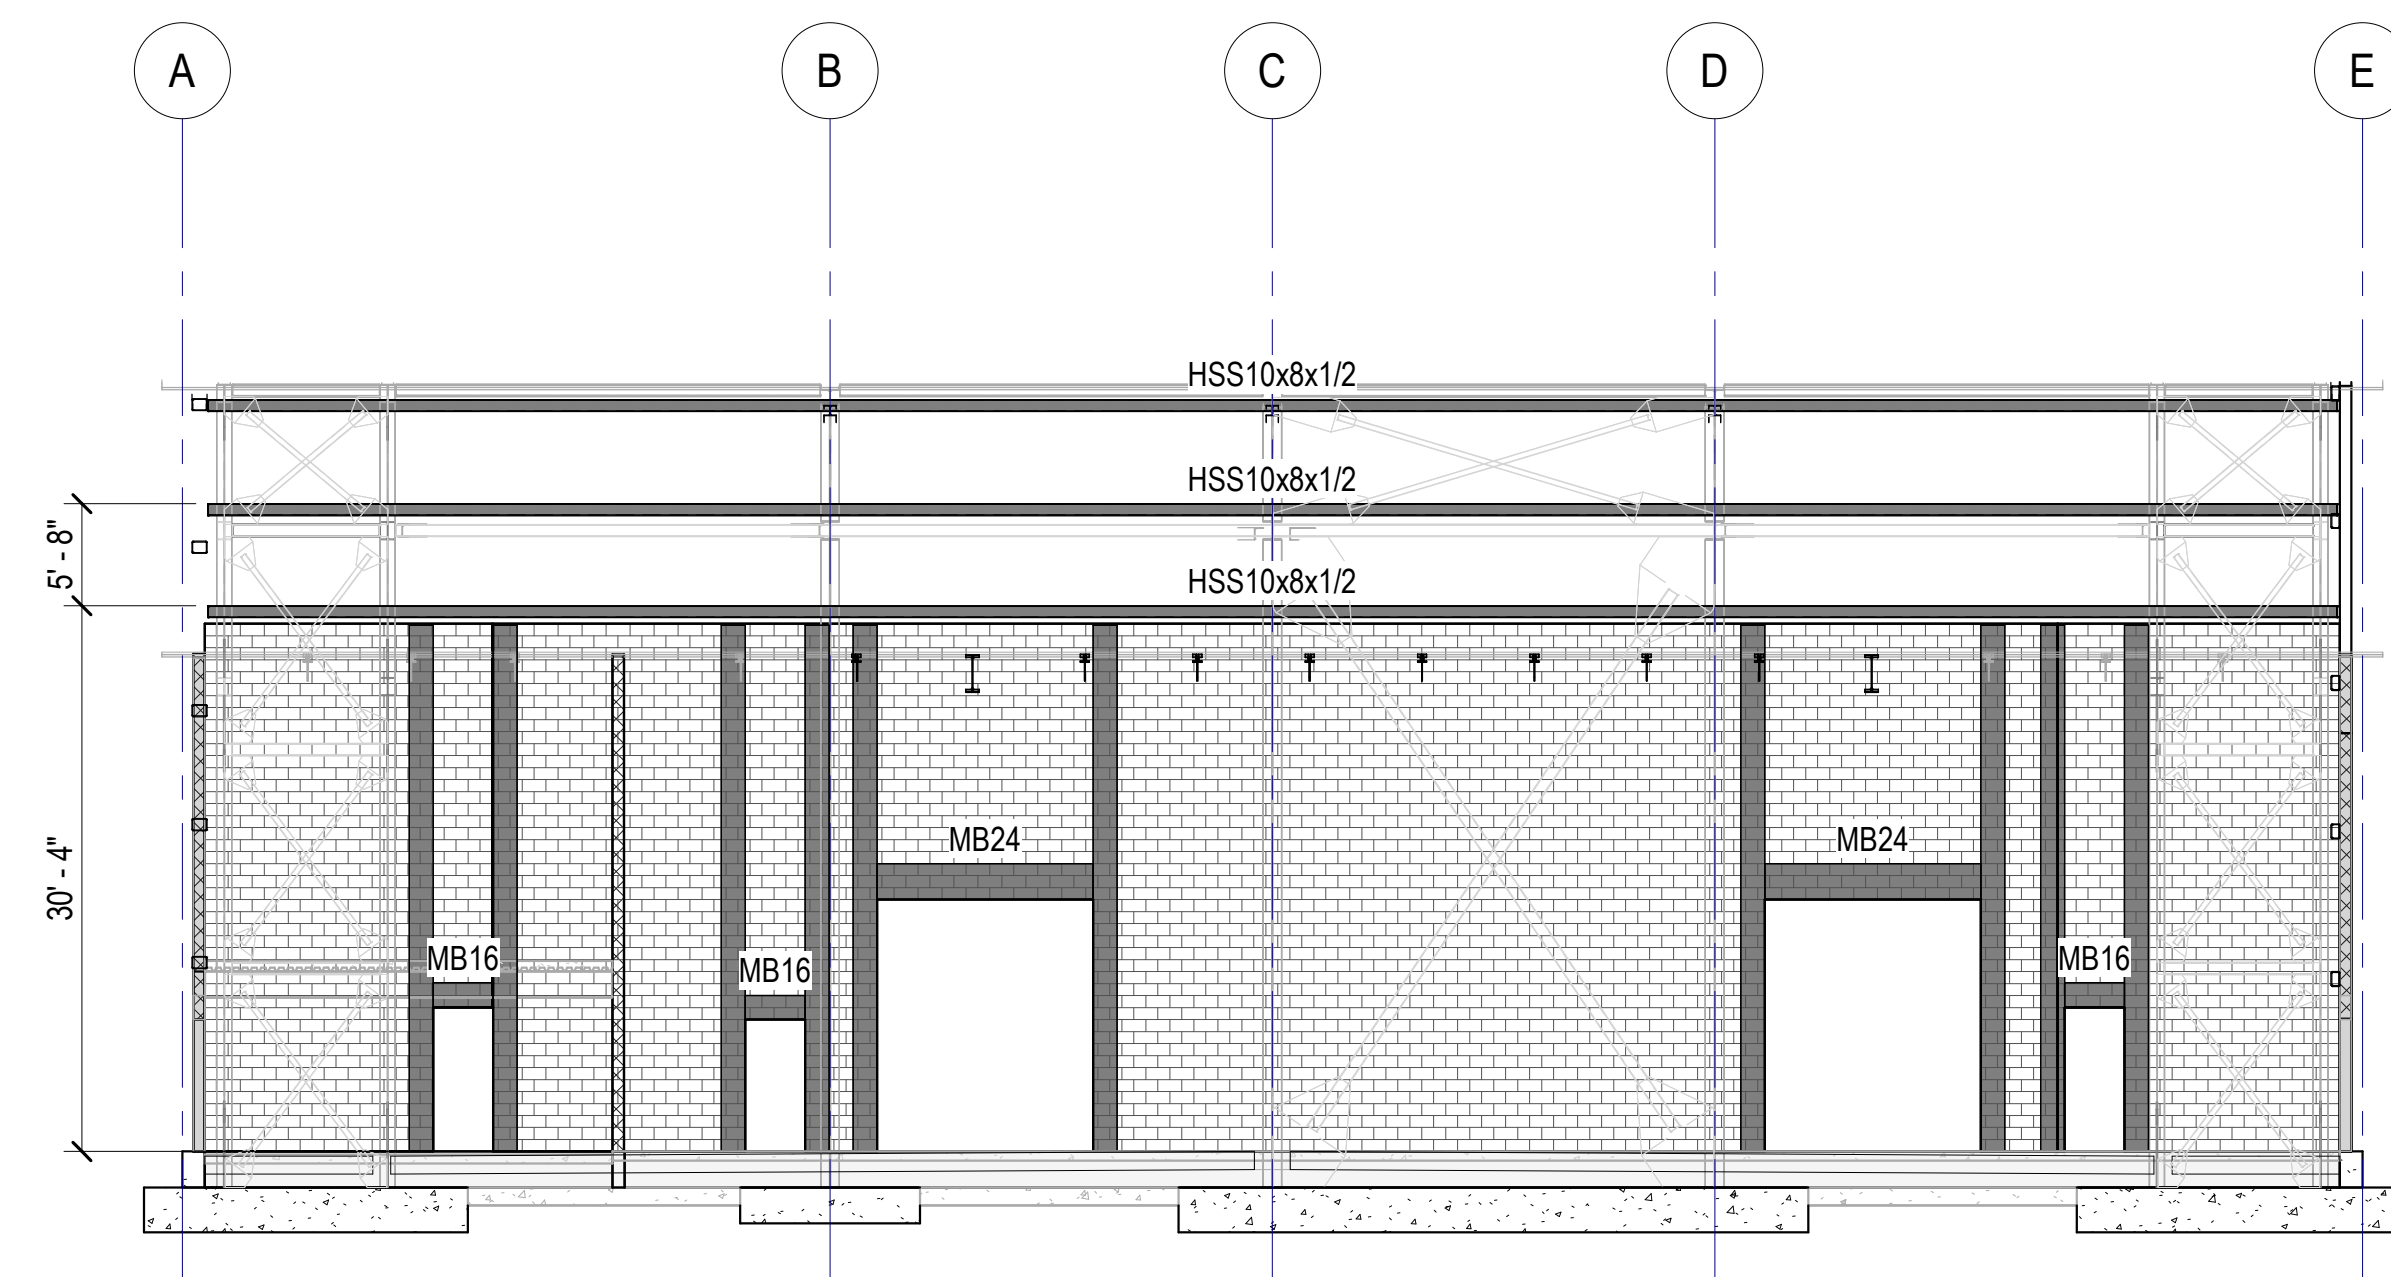 A
B
C
D
E
HSS10x8x1/2
HSS10x8x1/2
5' - 8"
HSS10x8x1/2
30' - 4"
MB24
MB24
MB16
MB16
MB16